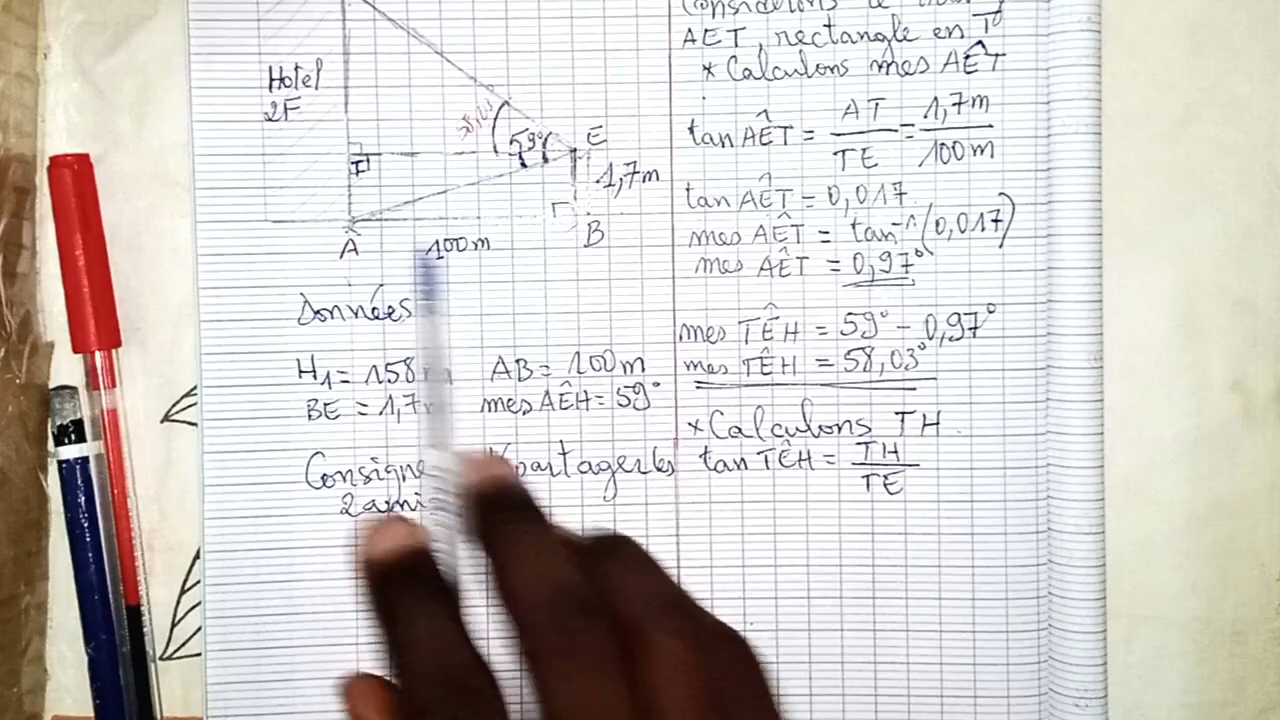 Hotel
2F
59°
E
T
1,7m
A
100m
B
Données
H1 = 158
AB = 100m
BE = 1,7
mes AÊH = 59°
Consigne
partager les
2 ami
AET, rectangle en T
* Calculons mes AÊT
tan AÊT = AT / TE = 1,7m / 100m
tan AÊT = 0,017
mes AÊT = tan⁻¹ (0,017)
mes AÊT = 0,97°
mes TÊH = 59° - 0,97°
mes TÊH = 58,03°
* Calculons TH.
tan TÊH = TH / TE